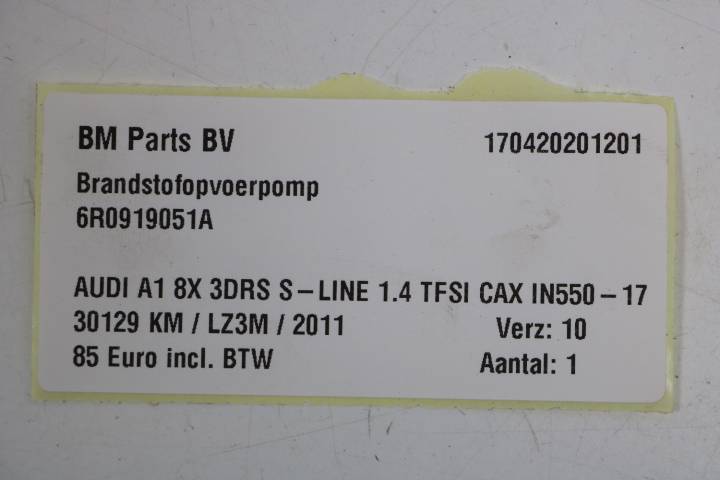 BM Parts BV 170420201201
Brandstofopvoerpomp
6R0919051A
AUDI A1 8X 3DRS S-LINE 1.4 TFSI CAX IN550-17
30129 KM / LZ3M / 2011 Verz: 10
85 Euro incl. BTW Aantal: 1